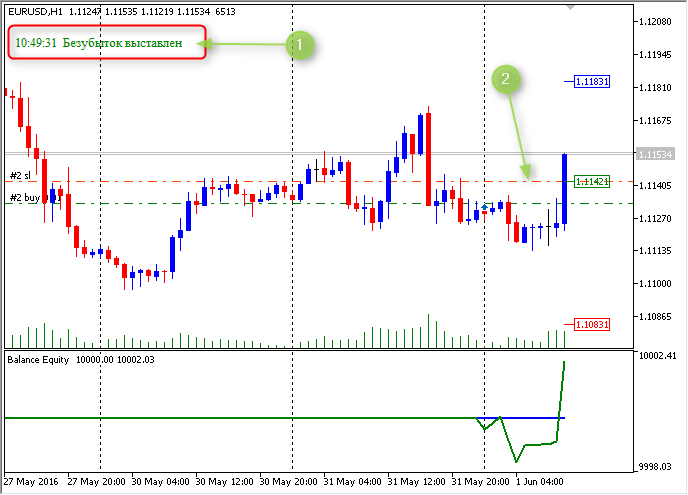 EURUSD,H1 1.11247 1.11535 1.11219 1.11534 6513
10:49:31 Безубыток выставлен
1
2
1.12080
1.11945
1.11831
1.11810
1.11675
1.11534
#2 sl
1.11421
1.11405
#2 buy
1.11270
1.11135
1.11000
1.10865
1.10831
Balance Equity 10000.00 10002.03
10002.41
9998.03
27 May 2016
27 May 20:00
30 May 04:00
30 May 12:00
30 May 20:00
31 May 04:00
31 May 12:00
31 May 20:00
1 Jun 04:00